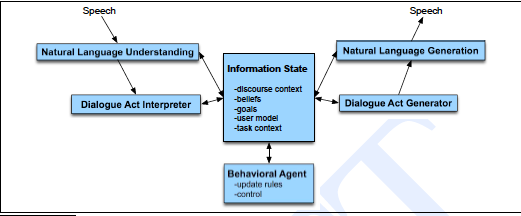 Speech
Speech
Natural Language Understanding
Natural Language Generation
Information State
-discourse context
-beliefs
-goals
-user model
-task context
Dialogue Act Interpreter
Dialogue Act Generator
Behavioral Agent
-update rules
-control